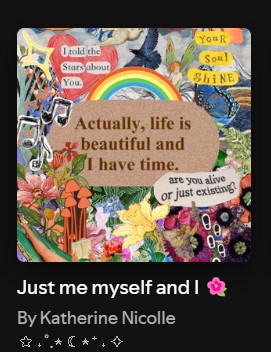 I told the
Stars about
You.
YouR
Soul
SHiNE
Actually, life is
beautiful and
I have time.
are you alive
or just existing?
Just me myself and I 🌺
By Katherine Nicolle
☆ ₊˚.⋆☾⋆⁺₊✧